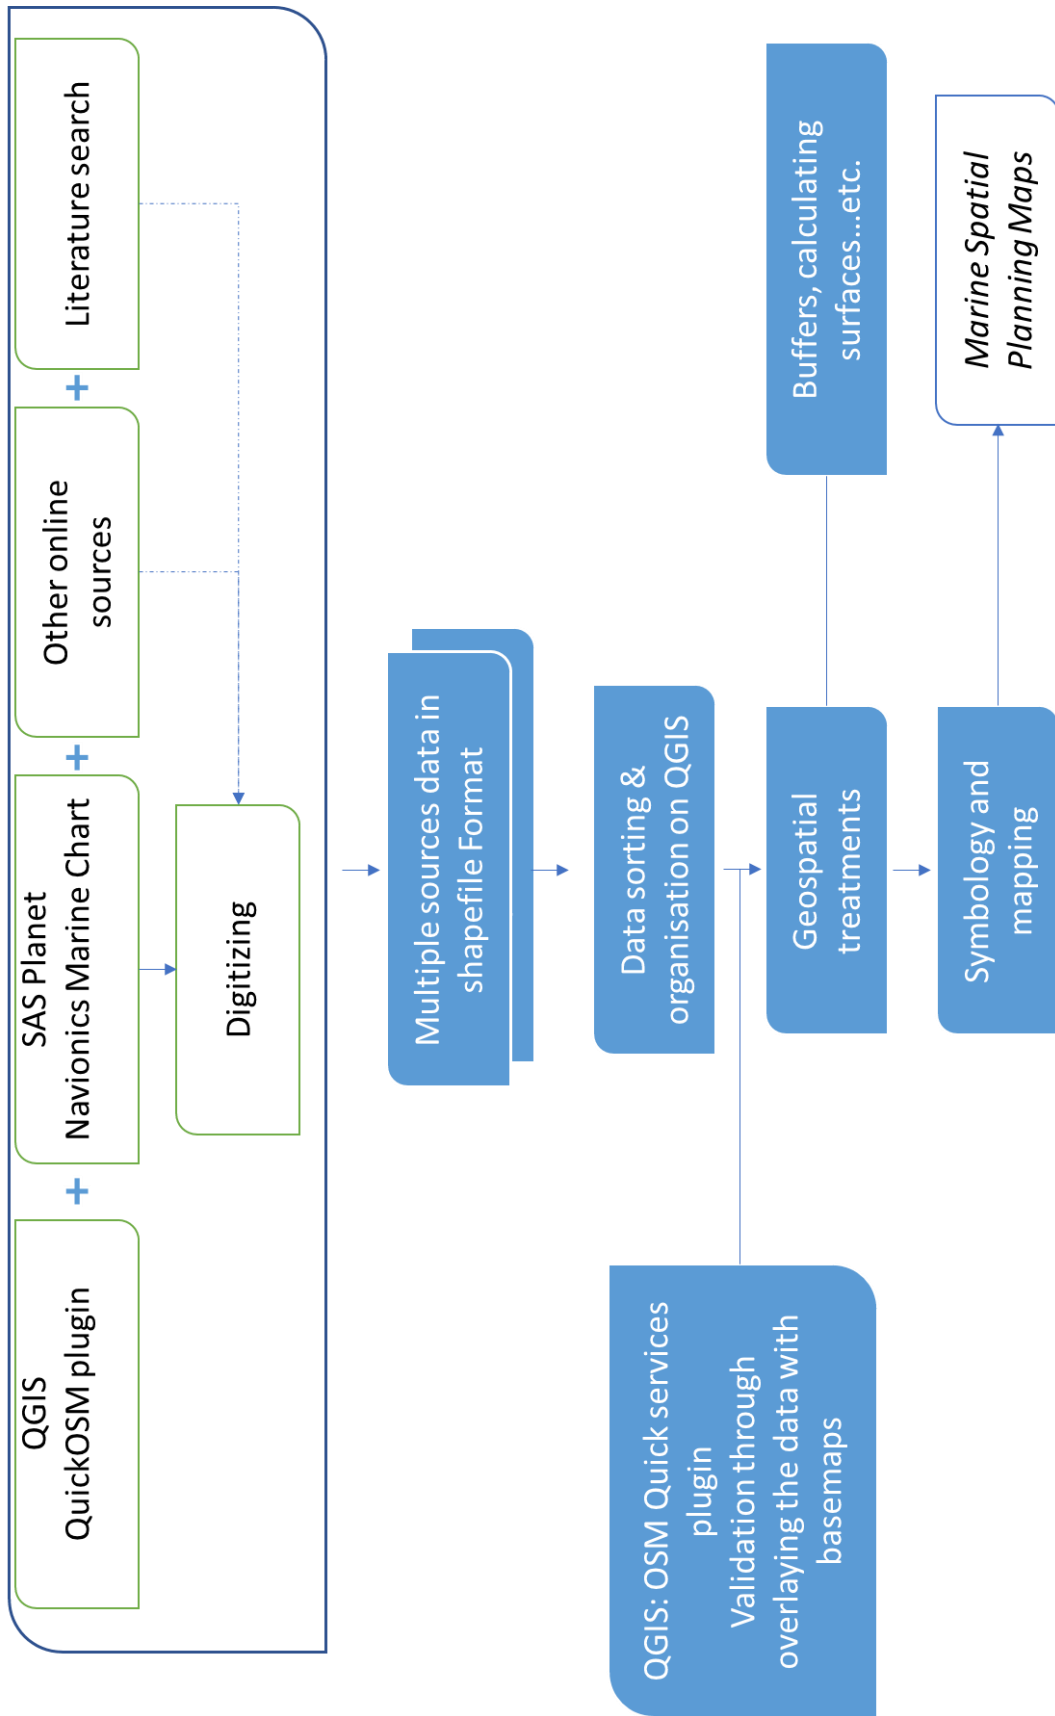 QGIS
QuickOSM plugin
+
SAS Planet
Navionics Marine Chart
+
Other online
sources
+
Literature search
Digitizing
Multiple sources data in
shapefile Format
Data sorting &
organisation on QGIS
QGIS: OSM Quick services
plugin
Validation through
overlaying the data with
basemaps
Geospatial
treatments
Buffers, calculating
surfaces...etc.
Symbology and
mapping
Marine Spatial
Planning Maps